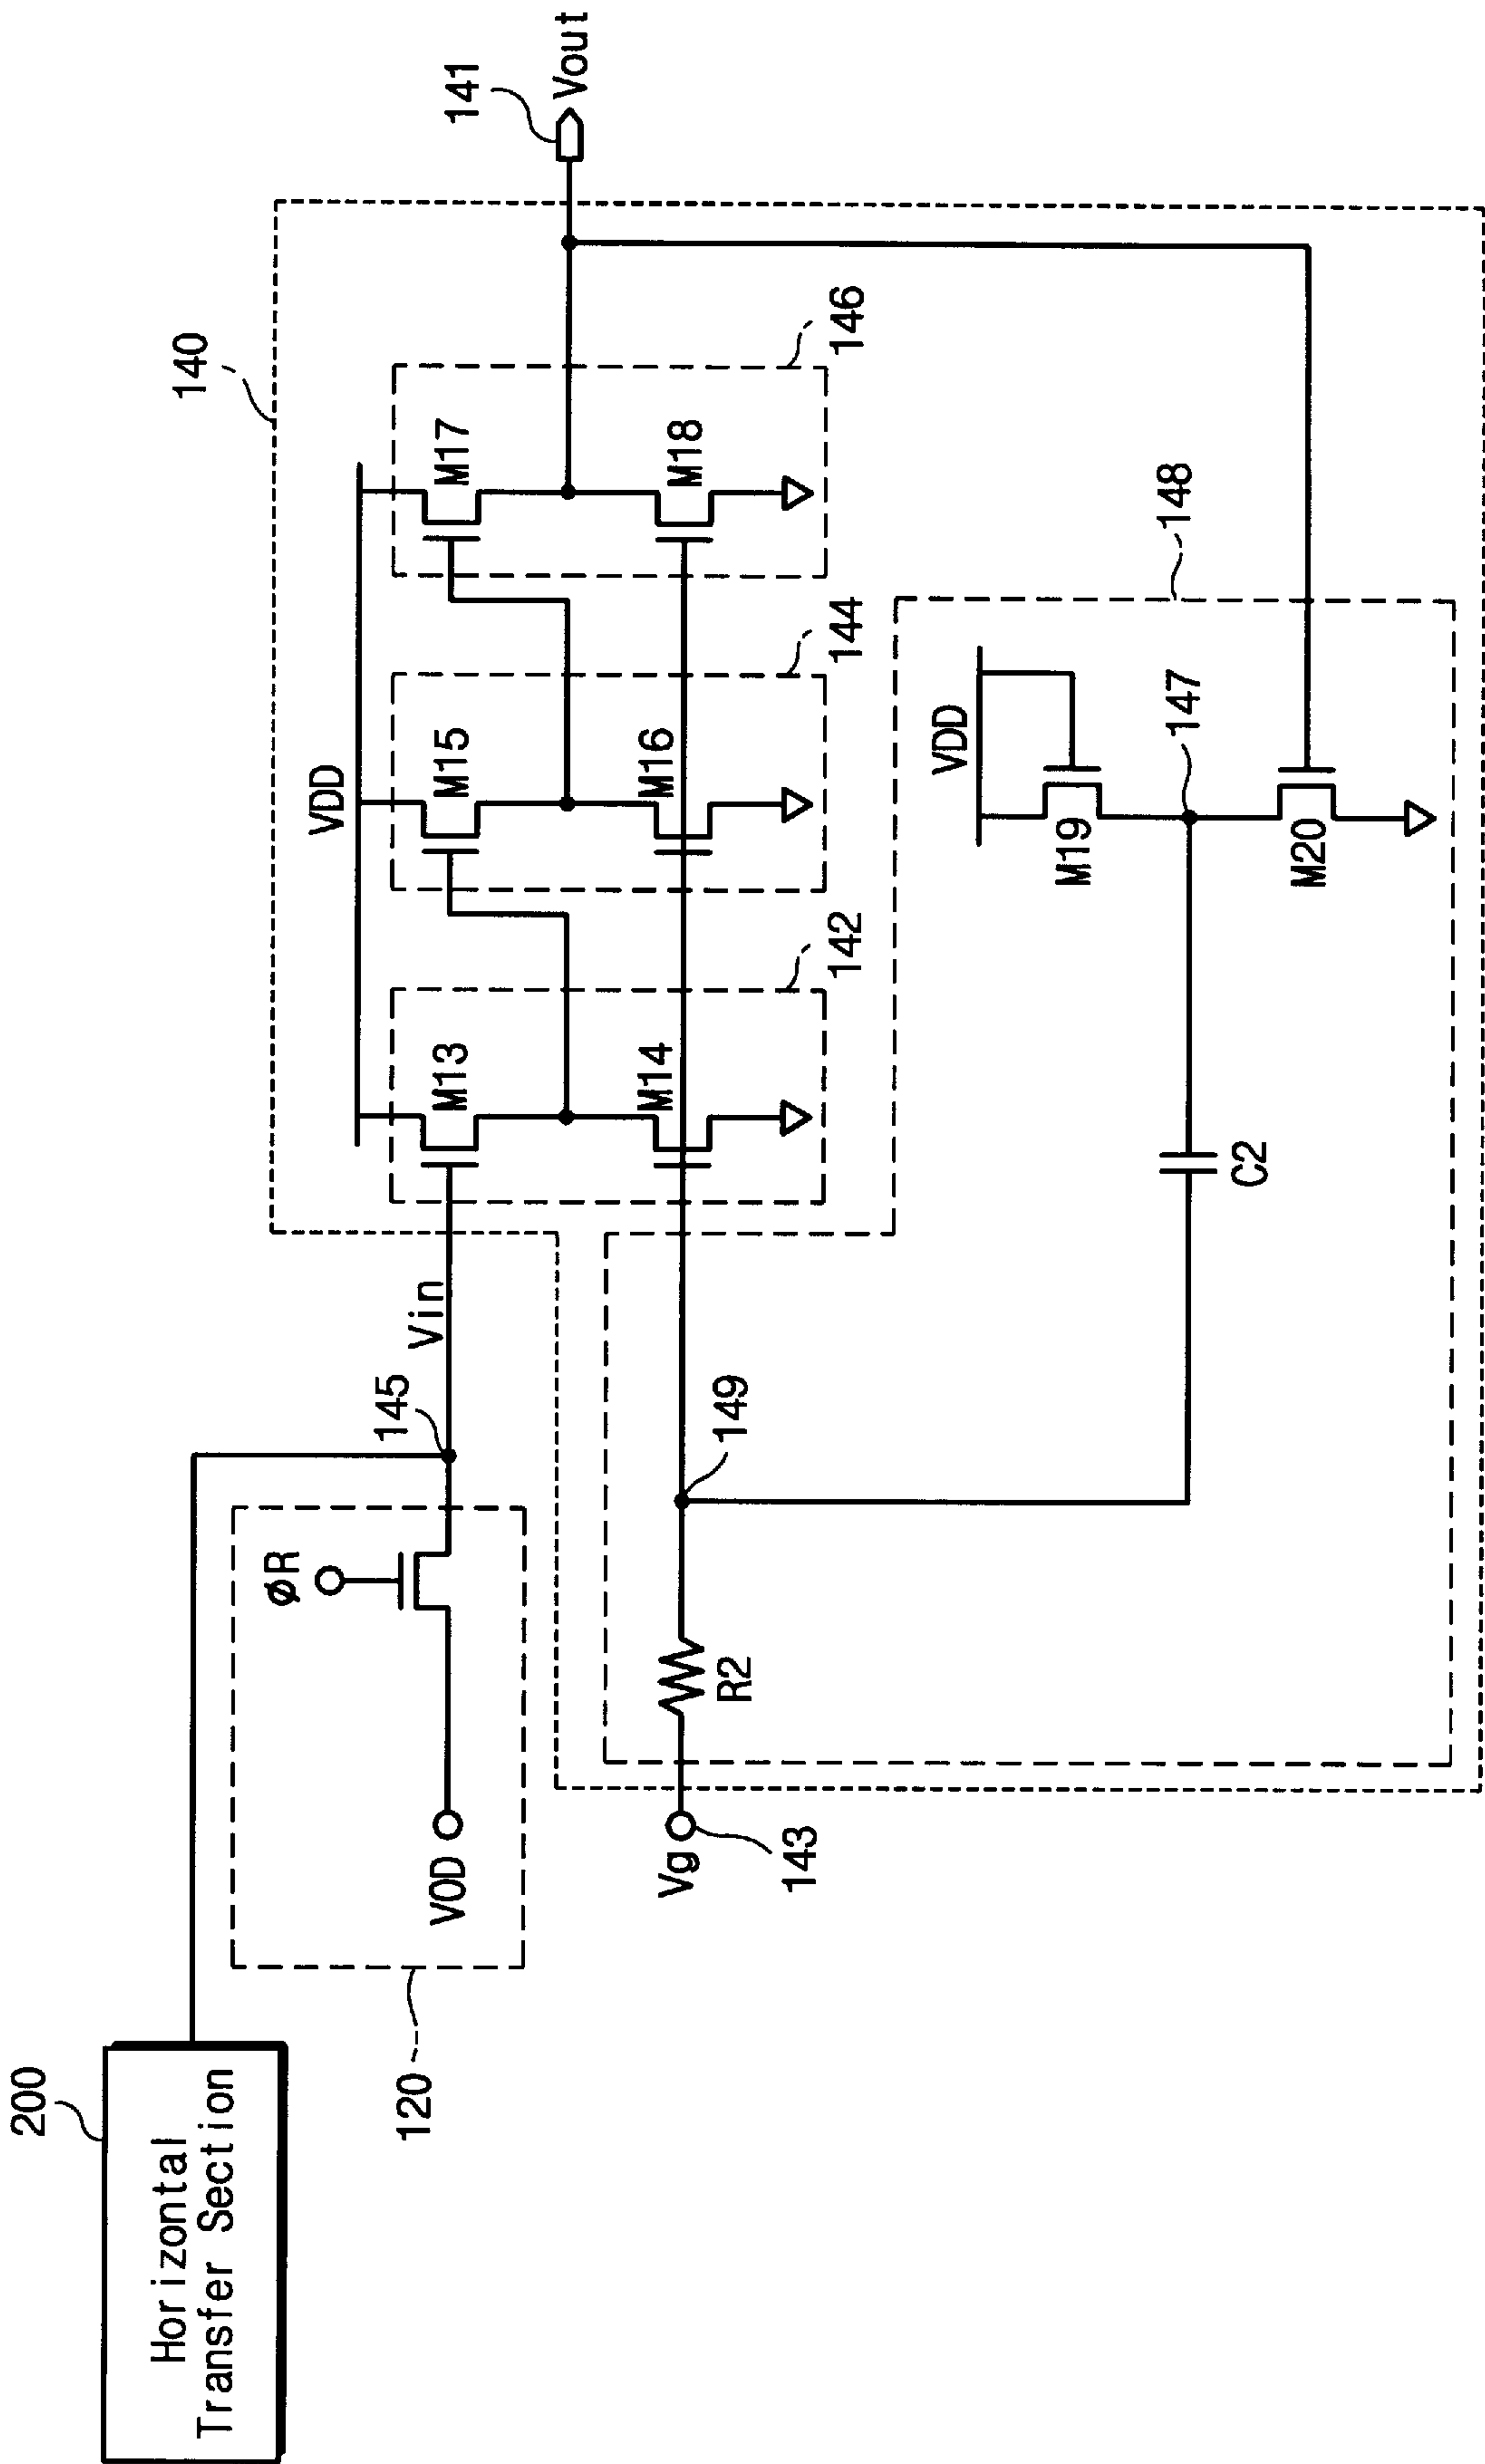 200
Horizontal
Transfer Section
120
VOD
ØR
145
Vin
140
VDD
M13
M14
142
M15
M16
144
M17
M18
146
141
Vout
Vg
143
R2
149
C2
VDD
M19
147
M20
148